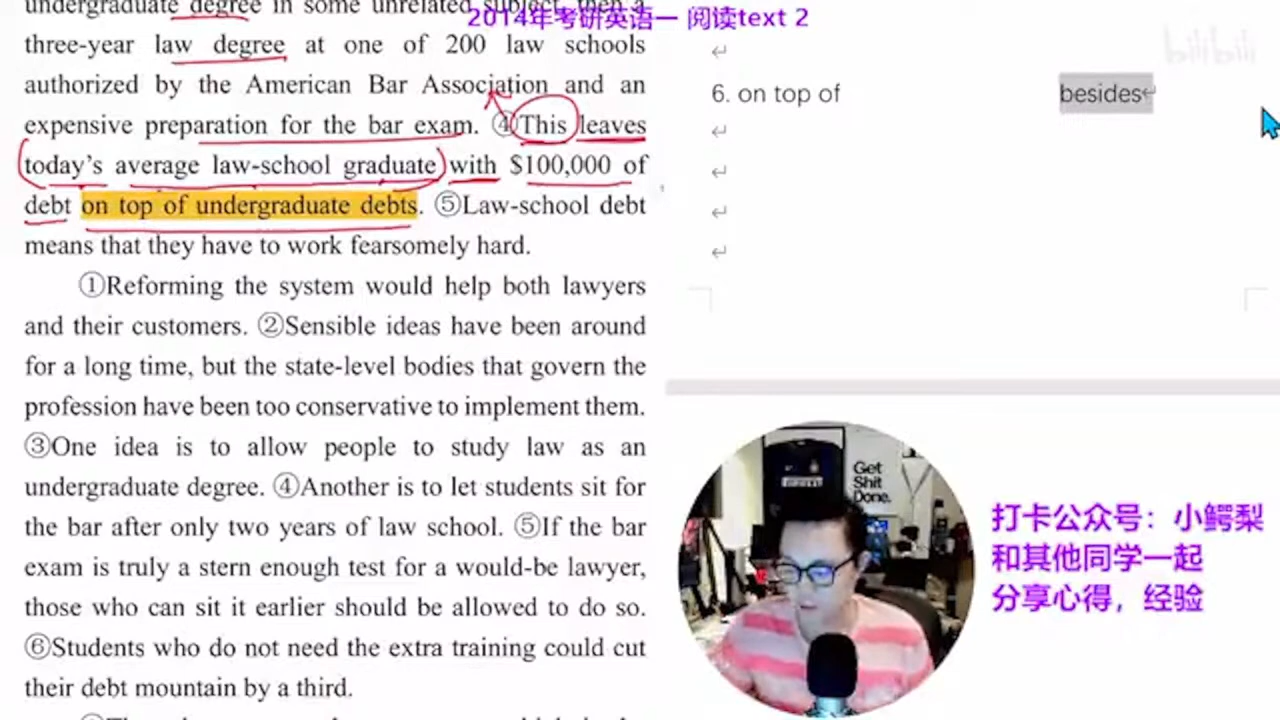 undergraduate degree in some unrelated subject, then a
2014年考研英语一 阅读text 2
three-year law degree at one of 200 law schools
authorized by the American Bar Association and an
expensive preparation for the bar exam. ④This leaves
today's average law-school graduate with $100,000 of
debt on top of undergraduate debts. ⑤Law-school debt
means that they have to work fearsomely hard.
①Reforming the system would help both lawyers
and their customers. ②Sensible ideas have been around
for a long time, but the state-level bodies that govern the
profession have been too conservative to implement them.
③One idea is to allow people to study law as an
undergraduate degree. ④Another is to let students sit for
the bar after only two years of law school. ⑤If the bar
exam is truly a stern enough test for a would-be lawyer,
those who can sit it earlier should be allowed to do so.
⑥Students who do not need the extra training could cut
their debt mountain by a third.
bilibili
6. on top of besides
Get
Shit
Done.
打卡公众号：小鳄梨
和其他同学一起
分享心得，经验